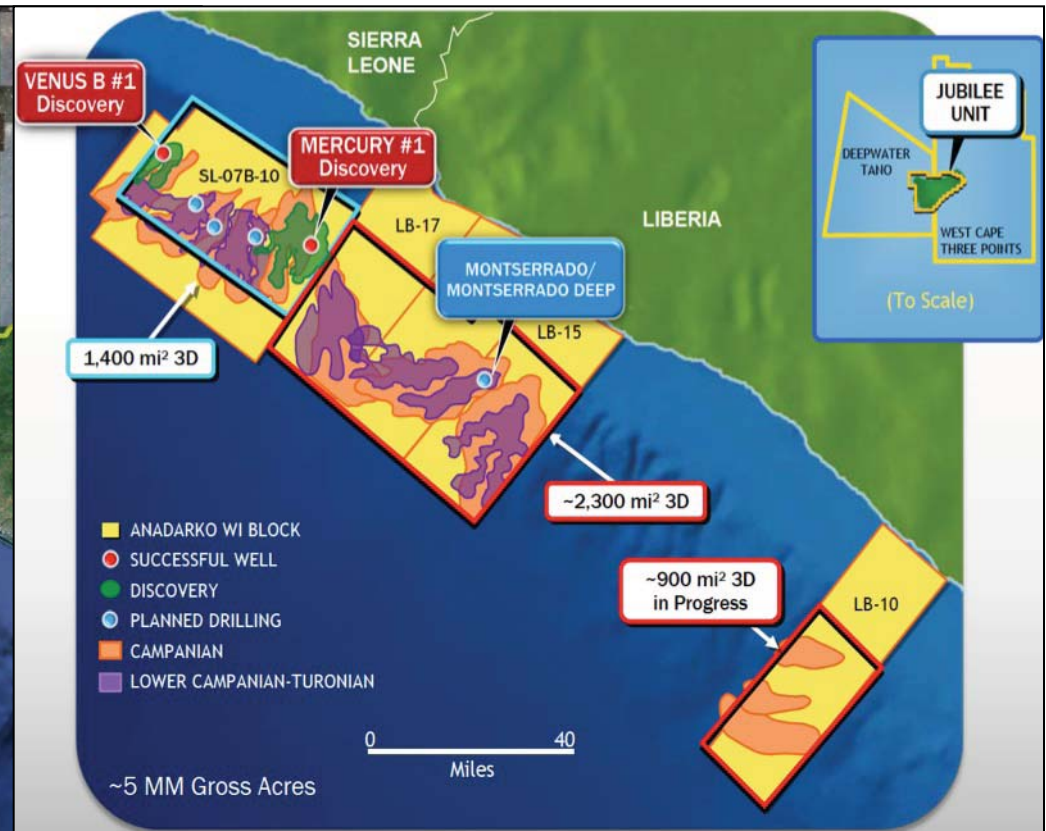 SIERRA
LEONE
VENUS B #1
Discovery
MERCURY #1
Discovery
SL-07B-10
LB-17
LIBERIA
MONTSERRADO/
MONTSERRADO DEEP
LB-15
1,400 mi² 3D
~2,300 mi² 3D
~900 mi² 3D
in Progress
LB-10
JUBILEE
UNIT
DEEPWATER
TANO
WEST CAPE
THREE POINTS
(To Scale)
ANADARKO WI BLOCK
SUCCESSFUL WELL
DISCOVERY
PLANNED DRILLING
CAMPANIAN
LOWER CAMPANIAN-TURONIAN
0 40
Miles
~5 MM Gross Acres